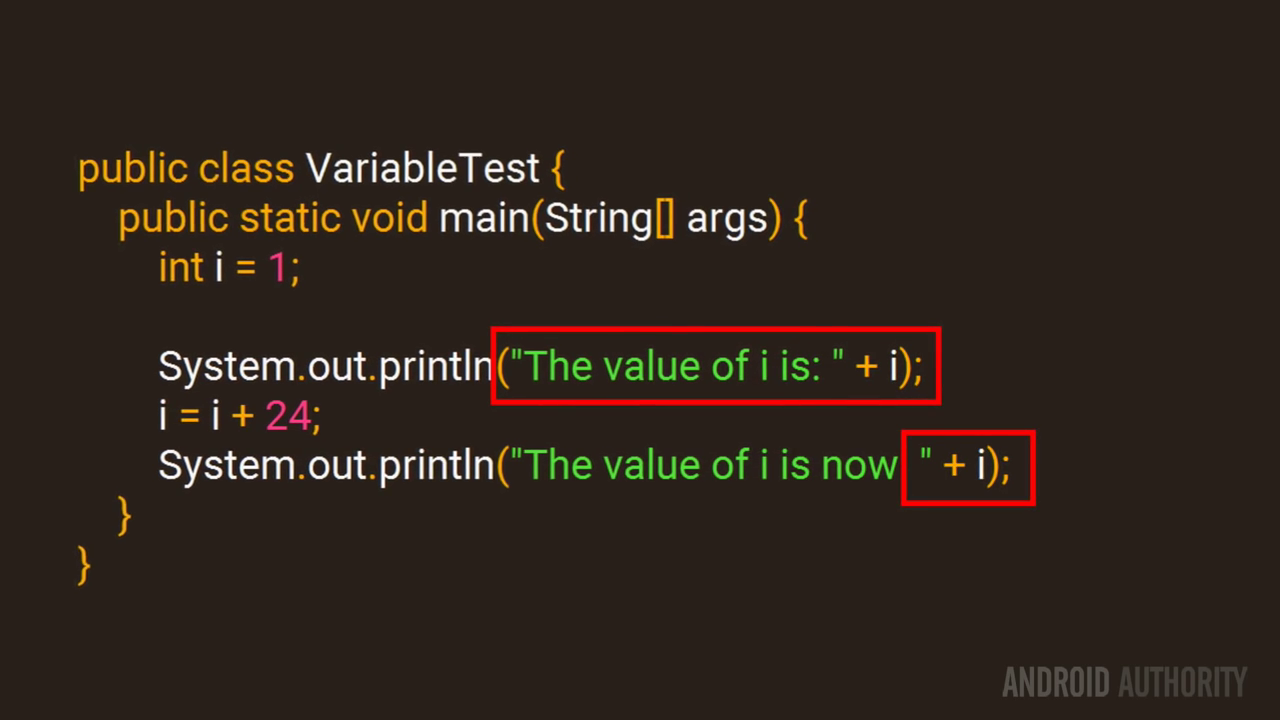 public class VariableTest {
public static void main(String[] args) {
int i = 1;
System.out.println("The value of i is: " + i);
i = i + 24;
System.out.println("The value of i is now " + i);
}
}
ANDROID AUTHORITY